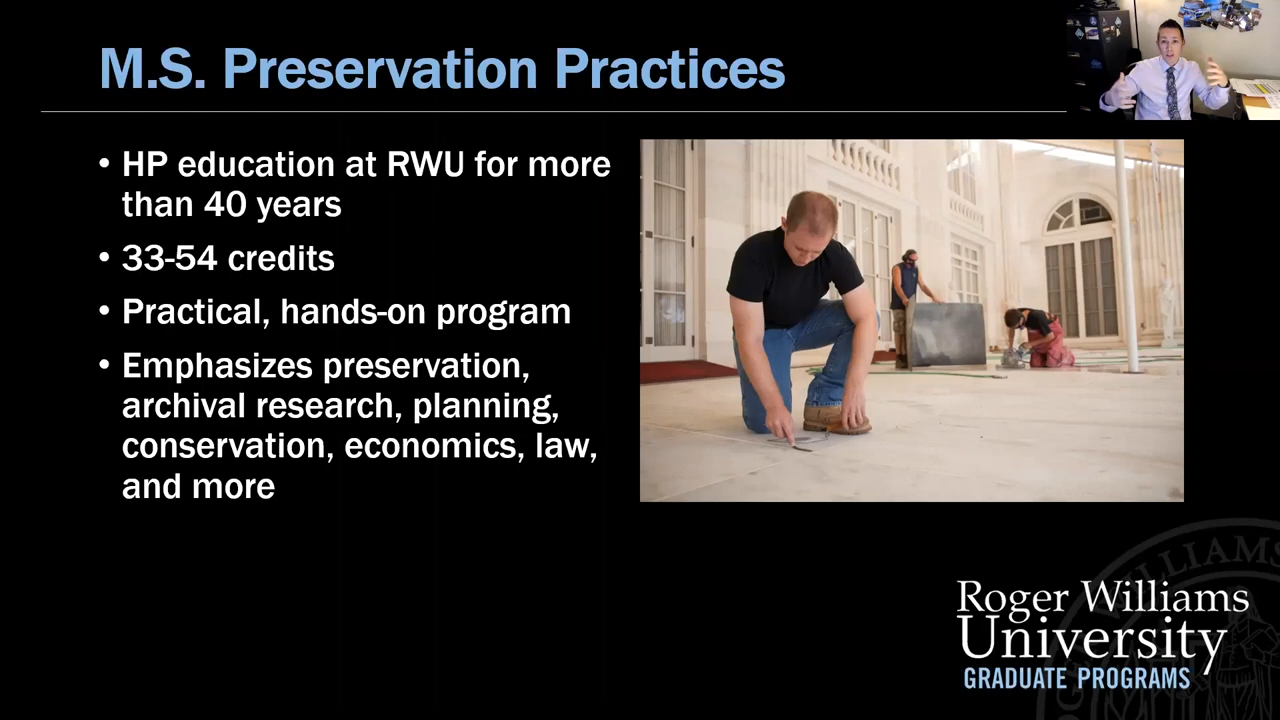 M.S. Preservation Practices
• HP education at RWU for more
than 40 years
• 33-54 credits
• Practical, hands-on program
• Emphasizes preservation,
archival research, planning,
conservation, economics, law,
and more
WILLIAMS
Roger Williams
University
GRADUATE PROGRAMS